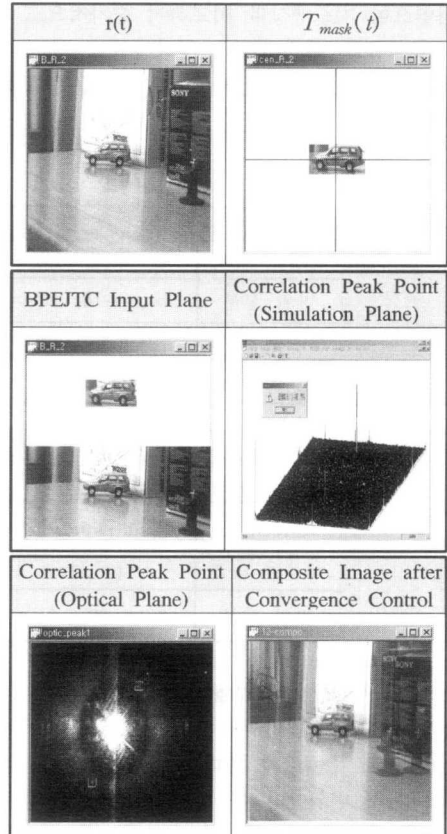 r(t)
T_mask(t)
B_R_2
cen_R_2
SONY
BPEJTC Input Plane
Correlation Peak Point
(Simulation Plane)
B_R_2
Correlation Peak Point
(Optical Plane)
Composite Image after
Convergence Control
optic_peak1
SONY